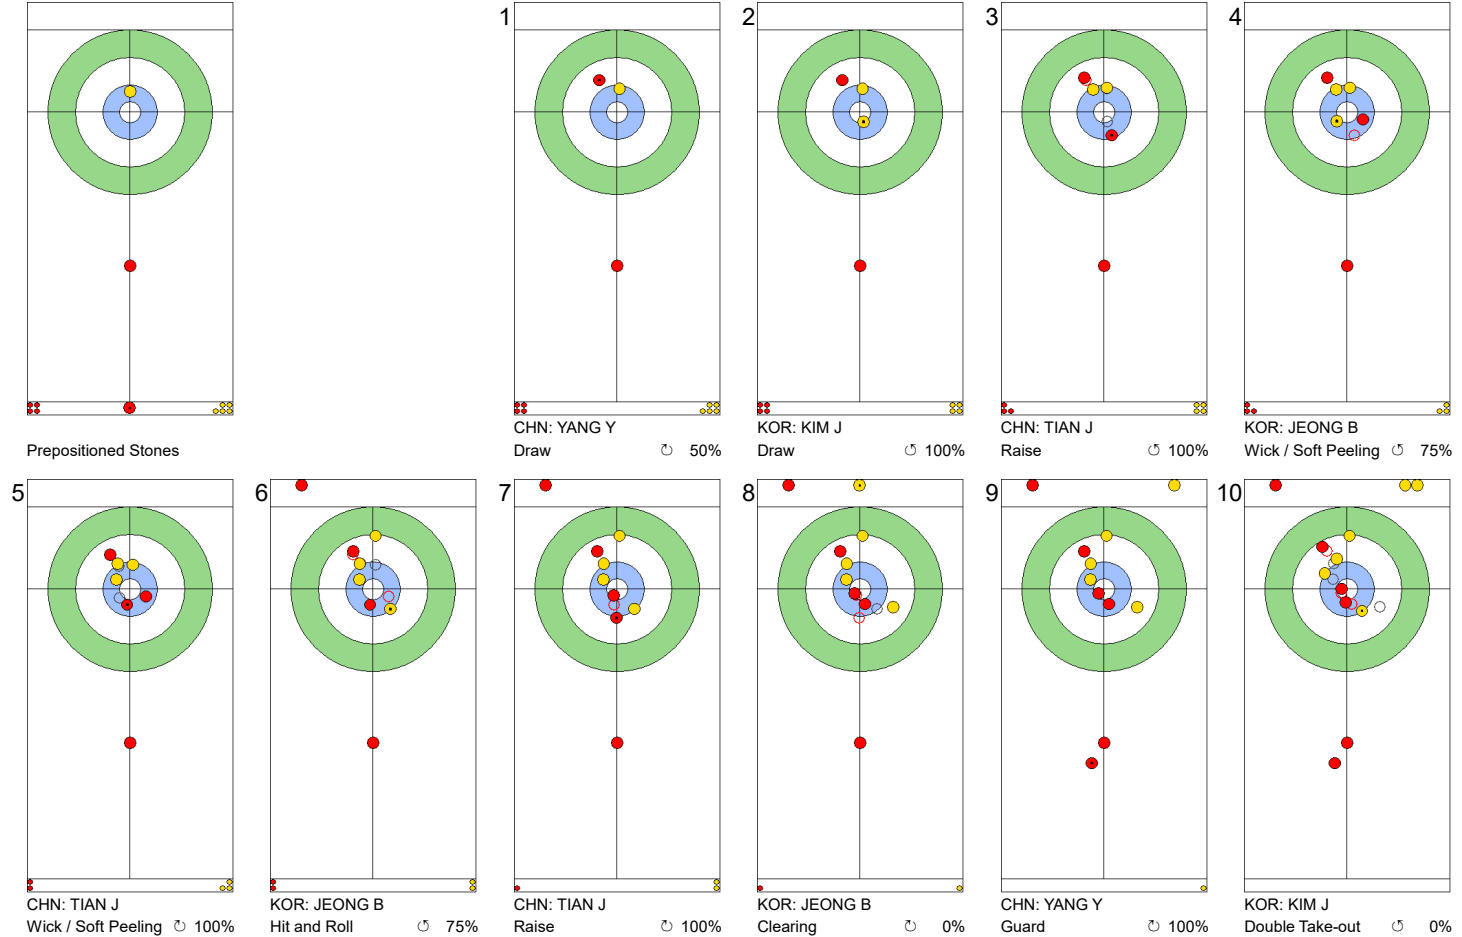 Prepositioned Stones
1
CHN: YANG Y
Draw ↻ 50%
2
KOR: KIM J
Draw ↺ 100%
3
CHN: TIAN J
Raise ↻ 100%
4
KOR: JEONG B
Wick / Soft Peeling ↺ 75%
5
CHN: TIAN J
Wick / Soft Peeling ↻ 100%
6
KOR: JEONG B
Hit and Roll ↻ 75%
7
CHN: TIAN J
Raise ↻ 100%
8
KOR: JEONG B
Clearing ↻ 0%
9
CHN: YANG Y
Guard ↺ 100%
10
KOR: KIM J
Double Take-out ↺ 0%